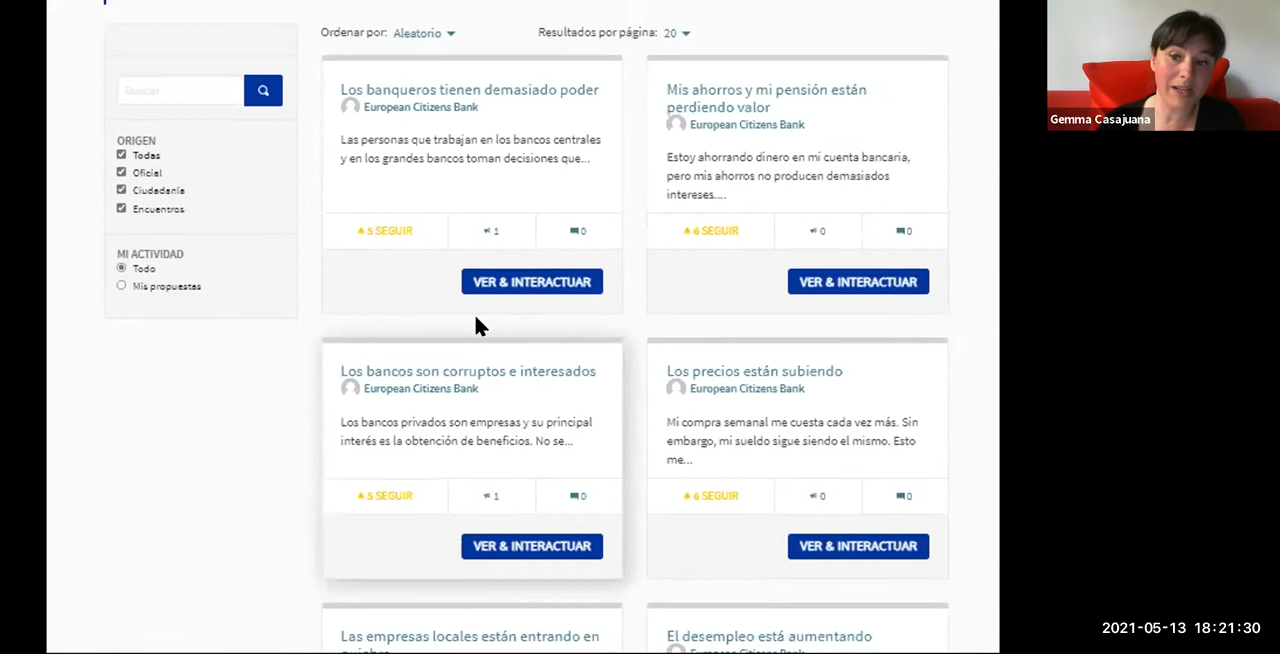 Ordenar por: Aleatorio
Resultados por página: 20
Buscar
ORIGEN
Todas
Oficial
Ciudadanía
Encuentros
MI ACTIVIDAD
Todo
Mis propuestas
Los banqueros tienen demasiado poder
European Citizens Bank
Las personas que trabajan en los bancos centrales
y en los grandes bancos toman decisiones que...
5 SEGUIR
1
0
VER & INTERACTUAR
Mis ahorros y mi pensión están
perdiendo valor
European Citizens Bank
Estoy ahorrando dinero en mi cuenta bancaria,
pero mis ahorros no producen demasiados
intereses....
6 SEGUIR
0
0
VER & INTERACTUAR
Los bancos son corruptos e interesados
European Citizens Bank
Los bancos privados son empresas y su principal
interés es la obtención de beneficios. No se...
5 SEGUIR
1
0
VER & INTERACTUAR
Los precios están subiendo
European Citizens Bank
Mi compra semanal me cuesta cada vez más. Sin
embargo, mi sueldo sigue siendo el mismo. Esto
me...
6 SEGUIR
0
0
VER & INTERACTUAR
Las empresas locales están entrando en
quiebra
El desempleo está aumentando
European Citizens Bank
Gemma Casajuana
2021-05-13 18:21:30